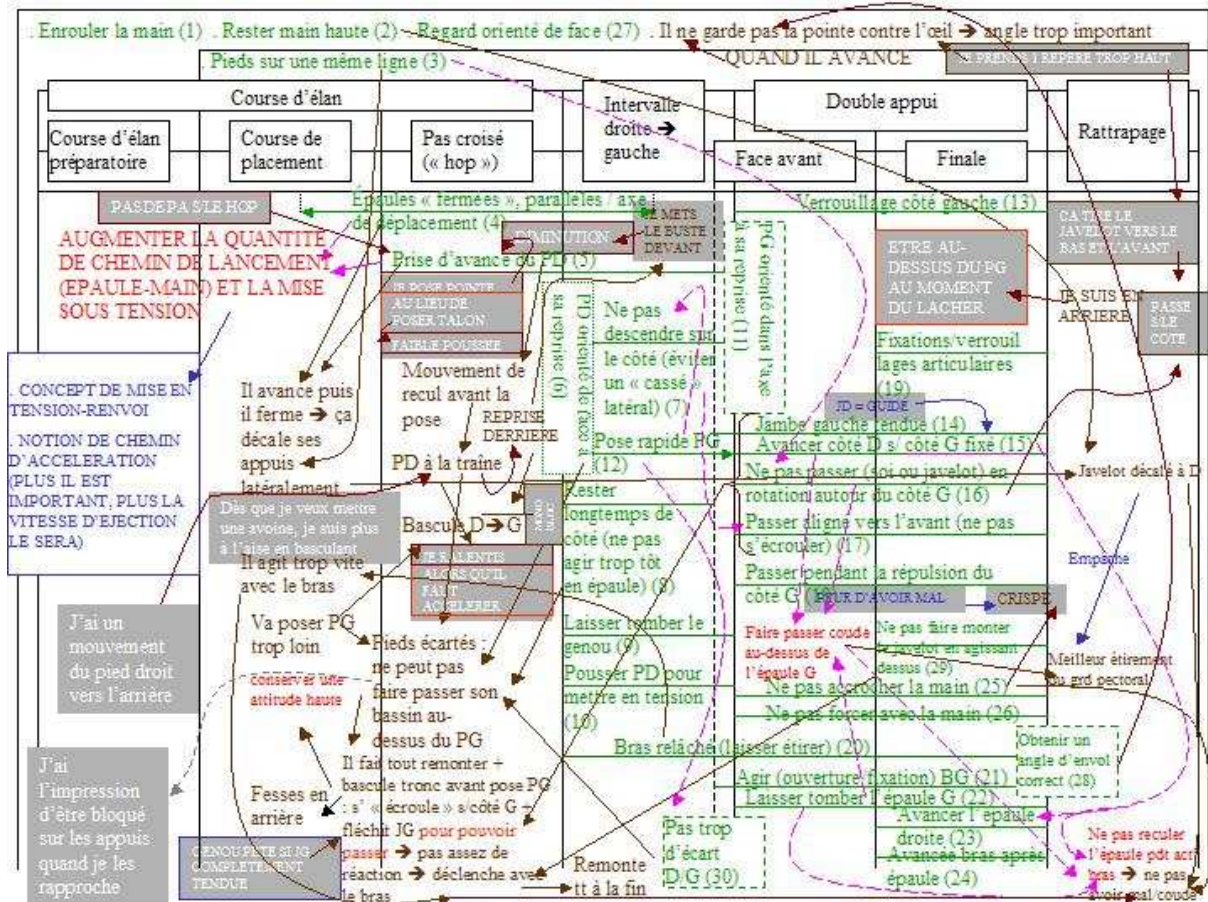 . Enrouler la main (1) . Rester main haute (2) . Regard orienté de face (27) . Il ne garde pas la pointe contre l'œil → angle trop important
. Pieds sur une même ligne (3)
QUAND IL AVANCE
PRENDS 1 REPERE TROP HAUT
Course d'élan
Intervalle
droite →
gauche
Double appui
Rattrapage
Course d'élan
préparatoire
Course de
placement
Pas croisé
(« hop »)
Face avant
Finale
PAS DE PA S/LE HOP
Épaules « fermées », parallèles / axe
de déplacement (4)
METS
LE BUSTE
DEVANT
DIMINUTION
Prise d'avance du PD (5)
AUGMENTER LA QUANTITE
DE CHEMIN DE LANCEMENT
(EPAULE-MAIN) ET LA MISE
SOUS TENSION
JE POSE POINTE
AU LIEU DE
POSER TALON
FAIBLE POUSSEE
PD orienté de face à
sa reprise (6)
Ne pas
descendre sur
le côté (éviter
un « cassé »
latéral) (7)
PG orienté dans l'axe
à sa reprise (11)
Verrouillage côté gauche (13)
ETRE AU-
DESSUS DU PG
AU MOMENT
DU LACHER
CA TIRE LE
JAVELOT VERS LE
BAS ET L'AVANT
JE SUIS EN
ARRIERE
PASSE
S/LE
COTE
Fixations/verrouil
lages articulaires
(19)
. CONCEPT DE MISE EN
TENSION-RENVOI
. NOTION DE CHEMIN
D'ACCELERATION
(PLUS IL EST
IMPORTANT, PLUS LA
VITESSE D'EJECTION
LE SERA)
Il avance puis
il ferme → ça
décale ses
appuis
latéralement
Mouvement de
recul avant la
pose
REPRISE
DERRIERE
PD à la traîne
Bascule D→G
Pose rapide PG
(12)
JD = GUIDE
Jambe gauche tendue (14)
Avancer côté D s/ côté G fixé (15)
Ne pas passer (soi ou javelot) en
rotation autour du côté G (16)
Passer aligné vers l'avant (ne pas
s'écrouler) (17)
Passer pendant la répulsion du
côté G
Javelot décalé à D
Empêche
Dès que je veux mettre
une avoine, je suis plus
à l'aise en basculant
Rester
longtemps de
côté (ne pas
agir trop tôt
en épaule) (8)
JE RALENTIS
ALORS QU'IL
FAUT
ACCELERER
Il agit trop vite
avec le bras
PEUR D'AVOIR MAL
CRISPE
J'ai un
mouvement
du pied droit
vers l'arrière
Va poser PG
trop loin
conserver une
attitude haute
Pieds écartés :
ne peut pas
faire passer son
bassin au-
dessus du PG
Laisser tomber le
genou (9)
Pousser PD pour
mettre en tension
(10)
Faire passer coude
au-dessus de
l'épaule G
Ne pas faire monter
le javelot en agissant
dessus (29)
Meilleur étirement
du grd pectoral
Ne pas accrocher la main (25)
Ne pas forcer avec la main (26)
Bras relâché (laisser étirer) (20)
Obtenir un
angle d'envol
correct (28)
J'ai
l'impression
d'être bloqué
sur les appuis
quand je les
rapproche
Fesses en
arrière
Il fait tout remonter +
bascule tronc avant pose PG
: s' « écroule » s/côté G +
fléchit JG pour pouvoir
passer → pas assez de
réaction → déclenche avec
le bras
Agir (ouverture, fixation) BG (21)
Laisser tomber l'épaule G (22)
Avancer l'épaule
droite (23)
Avancée bras après
épaule (24)
GENOU PETE SI JG
COMPLETEMENT
TENDUE
Remonte
tt à la fin
Pas trop
d'écart
D/G (30)
Ne pas reculer
l'épaule pdt act°
bras → ne pas
avoir mal/coude